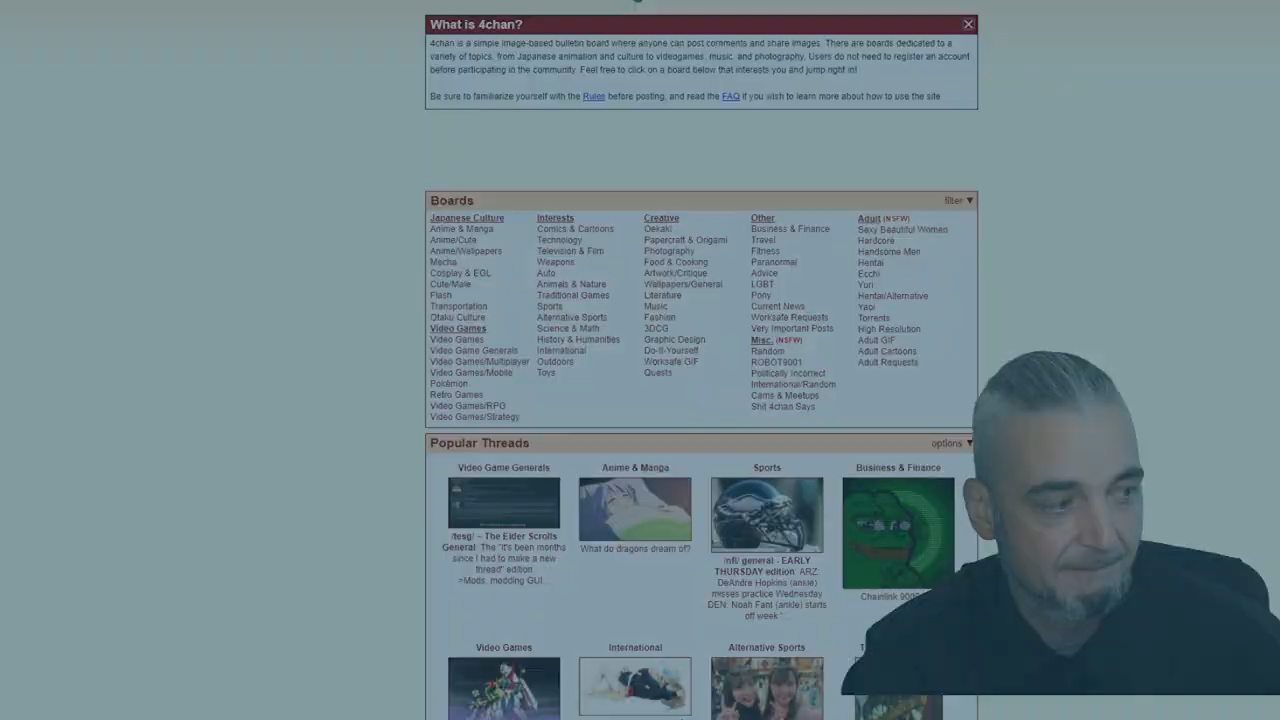 What is 4chan?
4chan is a simple image-based bulletin board where anyone can post comments and share images. There are boards dedicated to a
variety of topics, from Japanese animation and culture to videogames, music, and photography. Users do not need to register an account
before participating in the community. Feel free to click on a board below that interests you and jump right in!
Be sure to familiarize yourself with the Rules before posting, and read the FAQ if you wish to learn more about how to use the site
Boards
filter ▼
Japanese Culture
Anime & Manga
Anime/Cute
Anime/Wallpapers
Mecha
Cosplay & EGL
Cute/Male
Flash
Transportation
Otaku Culture
Video Games
Video Games
Video Game Generals
Video Games/Multiplayer
Video Games/Mobile
Pokémon
Retro Games
Video Games/RPG
Video Games/Strategy
Interests
Comics & Cartoons
Technology
Television & Film
Weapons
Auto
Animals & Nature
Traditional Games
Sports
Alternative Sports
Science & Math
History & Humanities
International
Outdoors
Toys
Creative
Oekaki
Papercraft & Origami
Photography
Food & Cooking
Artwork/Critique
Wallpapers/General
Literature
Music
Fashion
3DCG
Graphic Design
Do-It-Yourself
Worksafe GIF
Quests
Other
Business & Finance
Travel
Fitness
Paranormal
Advice
LGBT
Pony
Current News
Worksafe Requests
Very Important Posts
Misc. (NSFW)
Random
ROBOT9001
Politically Incorrect
International/Random
Cams & Meetups
Shit 4chan Says
Adult (NSFW)
Sexy Beautiful Women
Hardcore
Handsome Men
Hentai
Ecchi
Yuri
Hentai/Alternative
Yaoi
Torrents
High Resolution
Adult GIF
Adult Cartoons
Adult Requests
Popular Threads
options ▼
Video Game Generals
/tesg/ – The Elder Scrolls
General: The "it's been months
since I had to make a new
thread" edition
>Mods, modding GUI...
Anime & Manga
What do dragons dream of?
Sports
/nfl/ general - EARLY
THURSDAY edition: ARZ:
DeAndre Hopkins (ankle)
misses practice Wednesday
DEN: Noah Fant (ankle) starts
off week "...
Business & Finance
Chainlink
Video Games
International
Alternative Sports